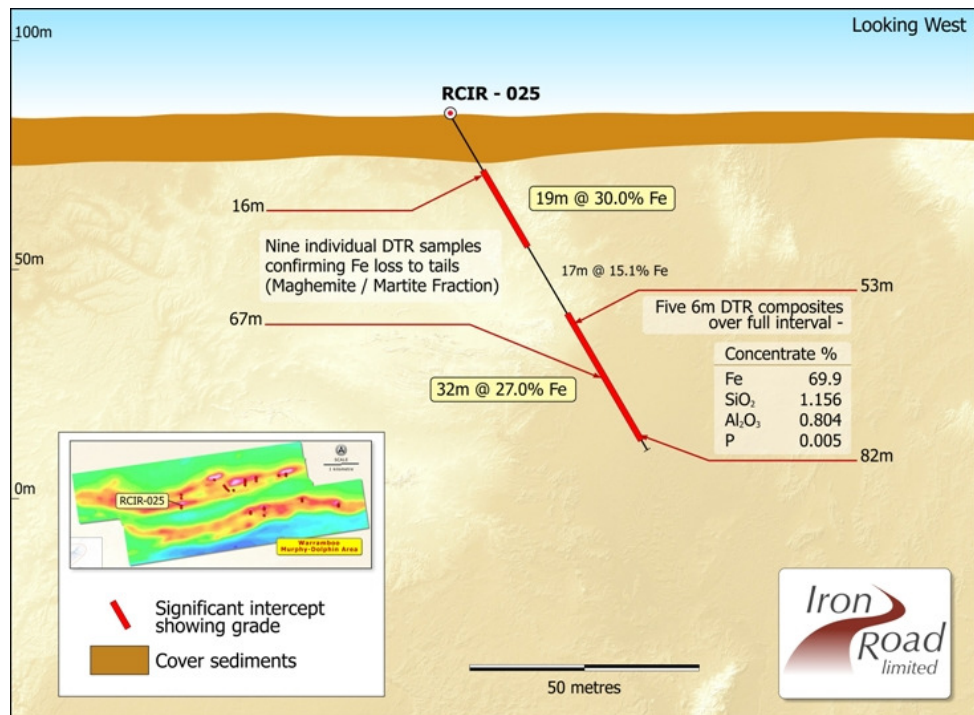 100m
Looking West
RCIR - 025
16m
19m @ 30.0% Fe
Nine individual DTR samples
confirming Fe loss to tails
(Maghemite / Martite Fraction)
50m
17m @ 15.1% Fe
53m
67m
Five 6m DTR composites
over full interval -
Concentrate %
Fe 69.9
SiO₂ 1.156
Al₂O₃ 0.804
P 0.005
32m @ 27.0% Fe
82m
0m
SCALE
RCIR-025
Warramboo
Murphy-Dolphin Area
Significant intercept
showing grade
Cover sediments
50 metres
Iron
Road
limited